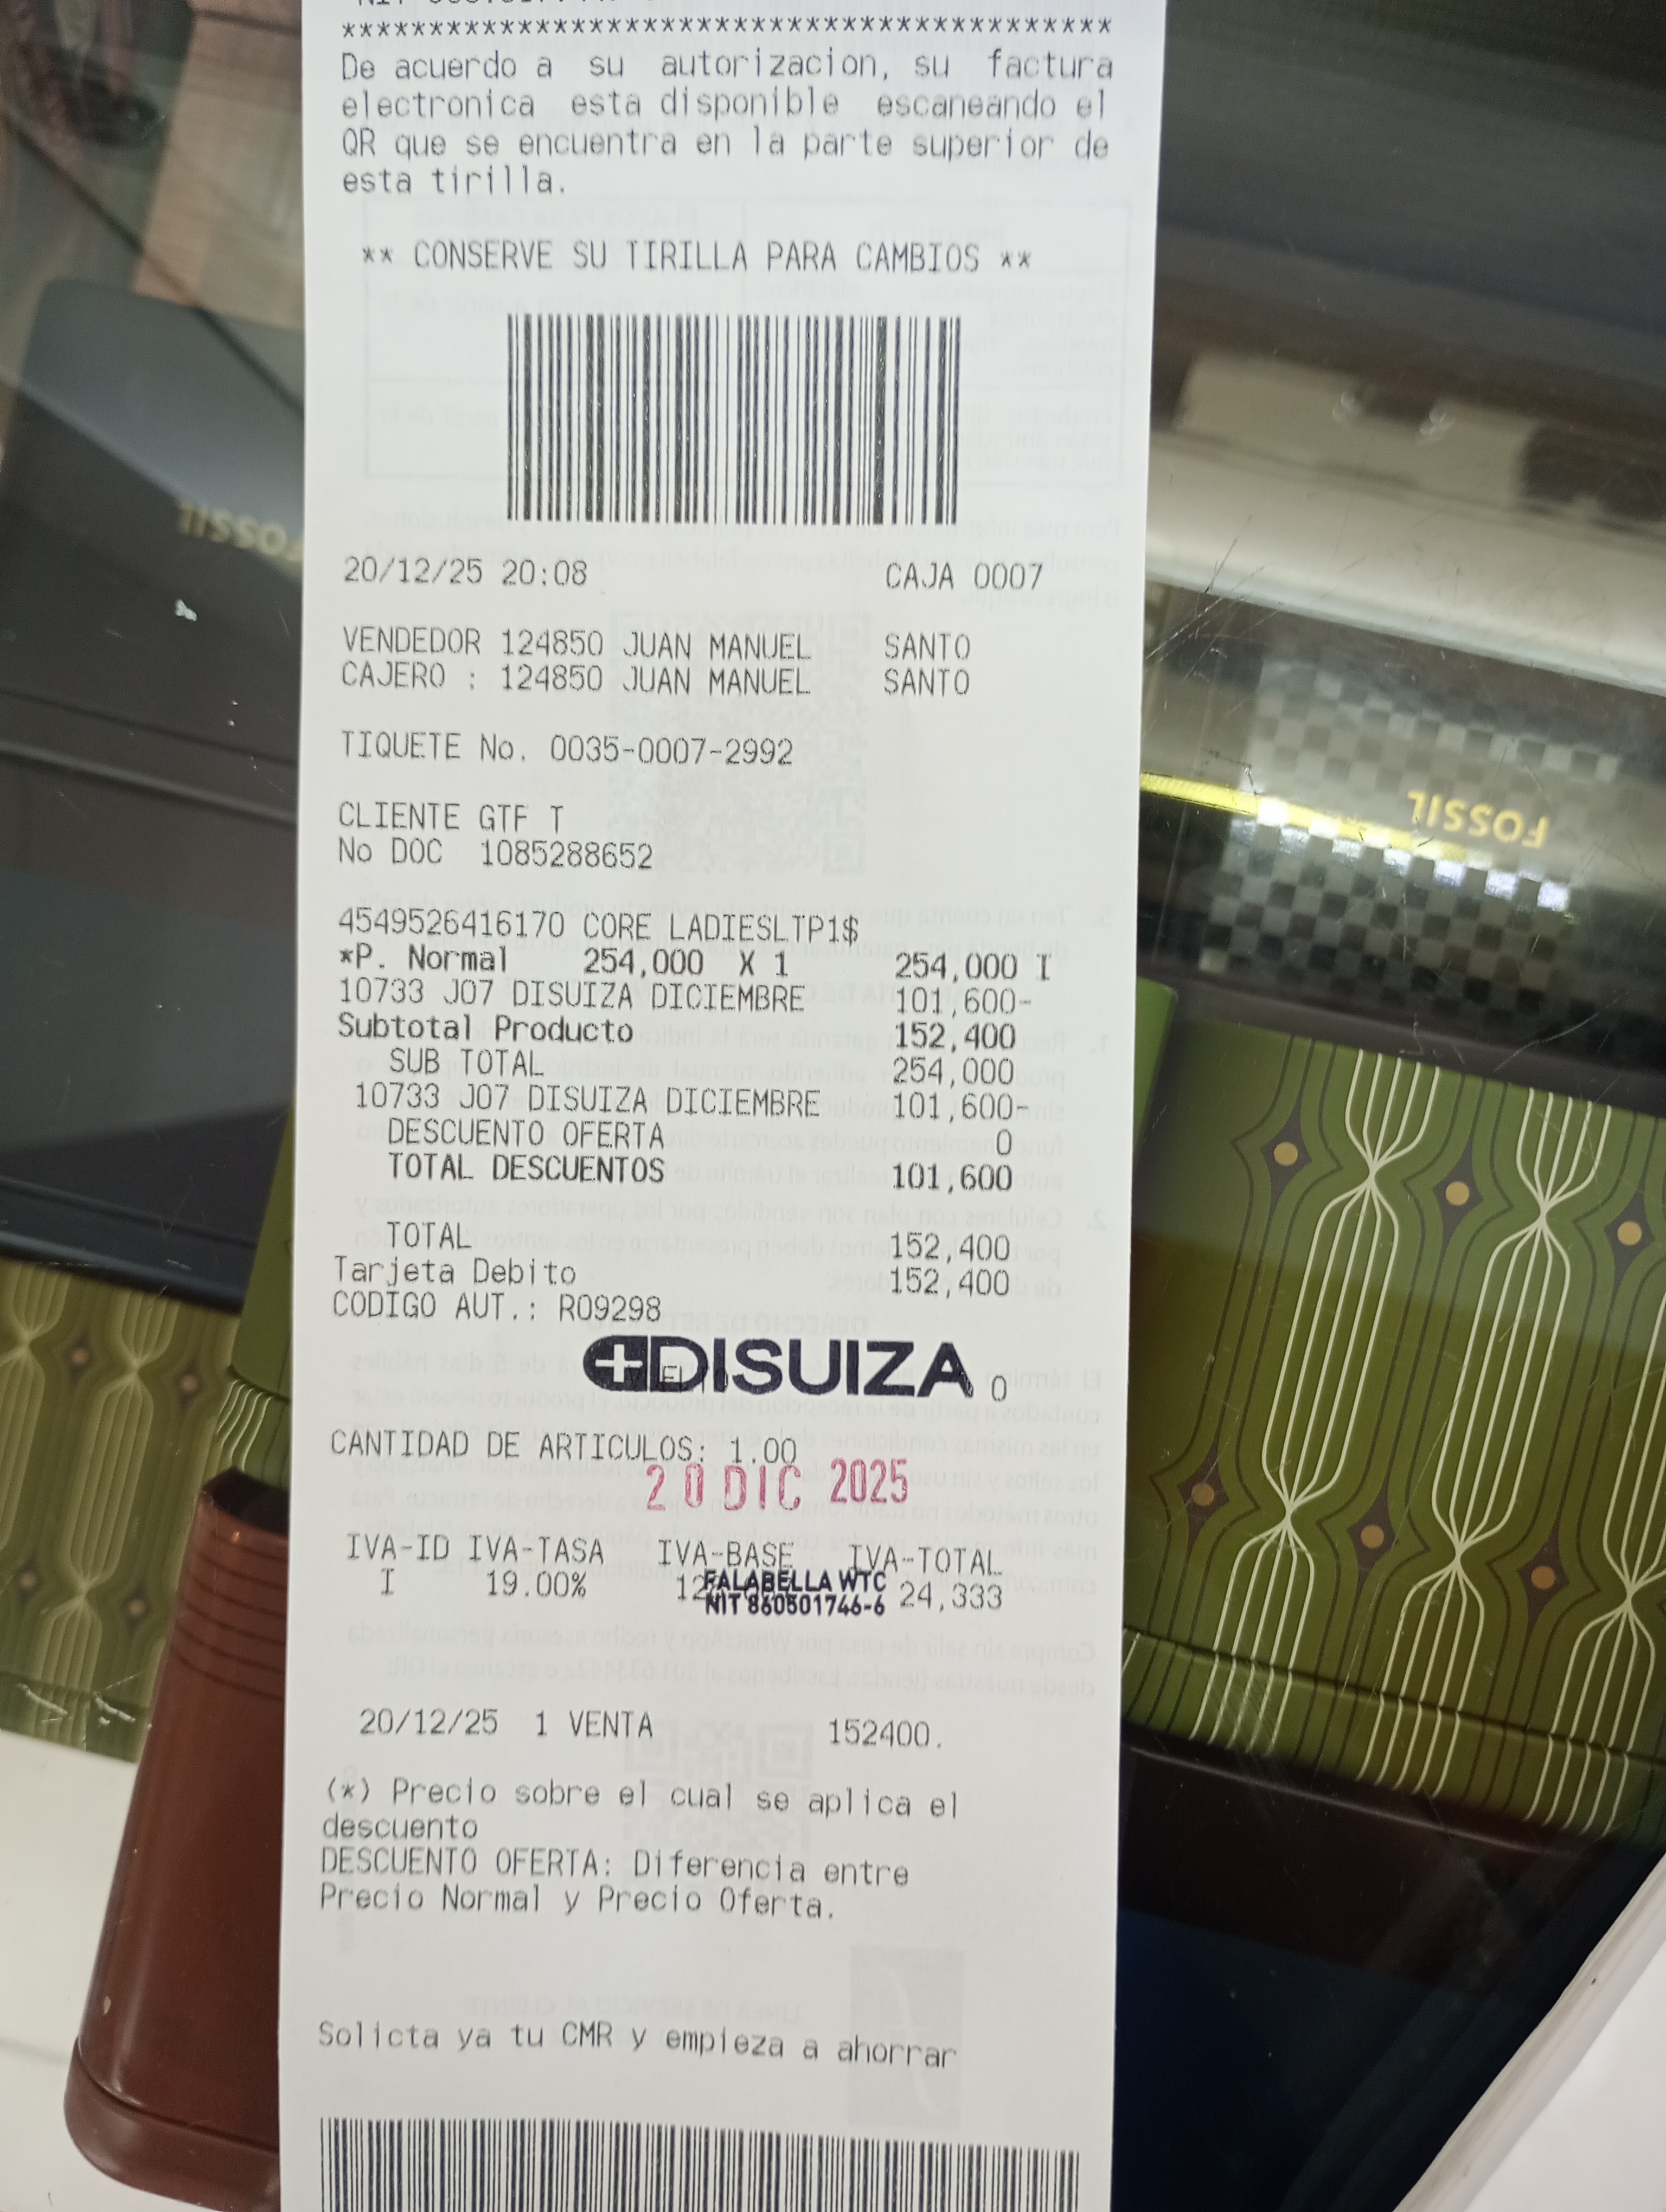 *********************************************
De acuerdo a su autorizacion, su factura
electronica esta disponible escaneando el
QR que se encuentra en la parte superior de
esta tirilla.
** CONSERVE SU TIRILLA PARA CAMBIOS **
FOSSIL
20/12/25 20:08 CAJA 0007
VENDEDOR 124850 JUAN MANUEL SANTO
CAJERO : 124850 JUAN MANUEL SANTO
TIQUETE No. 0035-0007-2992
FOSSIL
CLIENTE GTF T
No DOC 1085288652
4549526416170 CORE LADIESLTP1$
*P. Normal 254,000 X 1 254,000 I
10733 J07 DISUIZA DICIEMBRE 101,600-
Subtotal Producto 152,400
SUB TOTAL 254,000
10733 J07 DISUIZA DICIEMBRE 101,600-
DESCUENTO OFERTA 0
TOTAL DESCUENTOS 101,600
TOTAL 152,400
Tarjeta Debito 152,400
CODIGO AUT.: R09298
DISUIZA 0
CANTIDAD DE ARTICULOS: 1.00
20 DIC 2025
IVA-ID IVA-TASA IVA-BASE IVA-TOTAL
I 19.00% 24,333
FALABELLA WTC
NIT 860501746-6
20/12/25 1 VENTA 152400.
(*) Precio sobre el cual se aplica el
descuento
DESCUENTO OFERTA: Diferencia entre
Precio Normal y Precio Oferta.
Solicta ya tu CMR y empieza a ahorrar